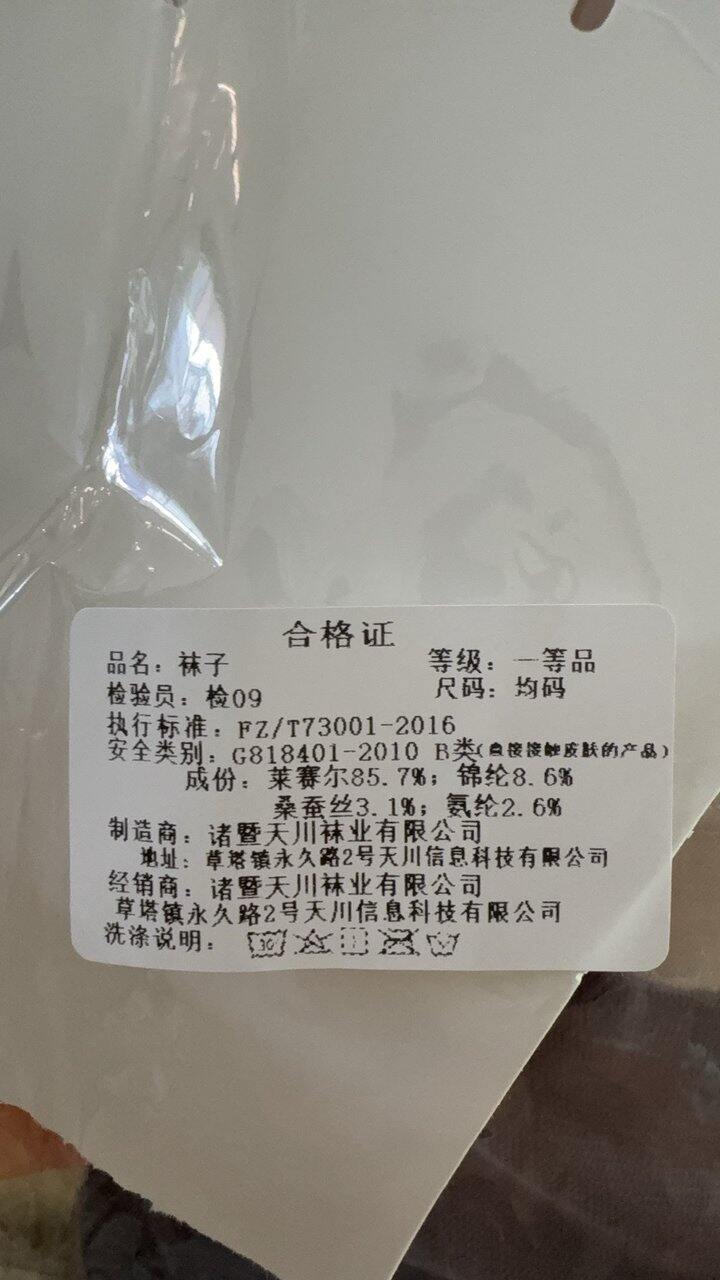 合格证
品名：袜子 等级：一等品
检验员：检09 尺码：均码
执行标准：FZ/T73001-2016
安全类别：G818401-2010 B类(直接接触皮肤的产品)
成份：莱赛尔85.7%；锦纶8.6%
桑蚕丝3.1%；氨纶2.6%
制造商：诸暨天川袜业有限公司
地址：草塔镇永久路2号天川信息科技有限公司
经销商：诸暨天川袜业有限公司
草塔镇永久路2号天川信息科技有限公司
洗涤说明：